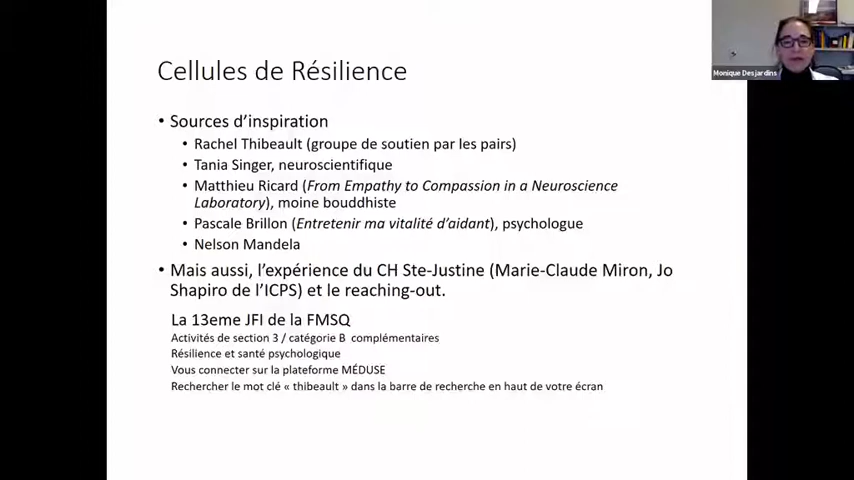 Monique Desjardins
Cellules de Résilience
• Sources d'inspiration
• Rachel Thibeault (groupe de soutien par les pairs)
• Tania Singer, neuroscientifique
• Matthieu Ricard (From Empathy to Compassion in a Neuroscience
Laboratory), moine bouddhiste
• Pascale Brillon (Entretenir ma vitalité d'aidant), psychologue
• Nelson Mandela
• Mais aussi, l'expérience du CH Ste-Justine (Marie-Claude Miron, Jo
Shapiro de l'ICPS) et le reaching-out.
La 13eme JFI de la FMSQ
Activités de section 3 / catégorie B complémentaires
Résilience et santé psychologique
Vous connecter sur la plateforme MÉDUSE
Rechercher le mot clé « thibeault » dans la barre de recherche en haut de votre écran